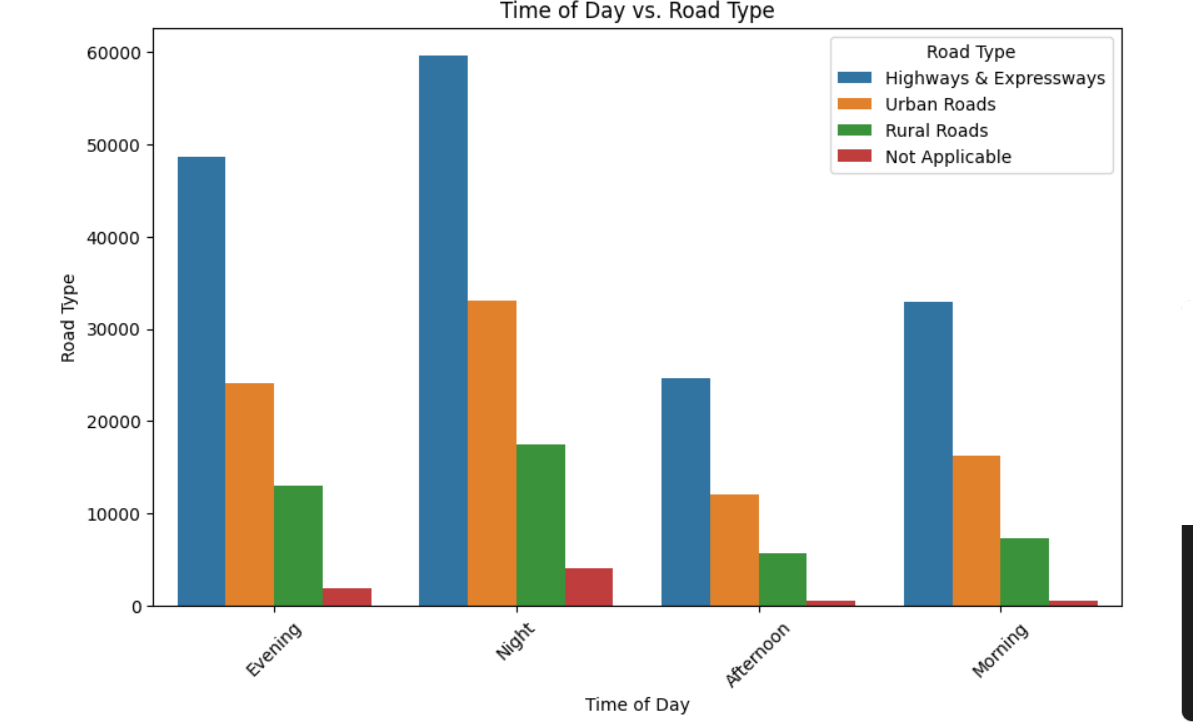 Time of Day vs. Road Type
Road Type
Highways & Expressways
Urban Roads
Rural Roads
Not Applicable
60000
50000
40000
30000
20000
10000
0
Road Type
Evening
Night
Afternoon
Morning
Time of Day